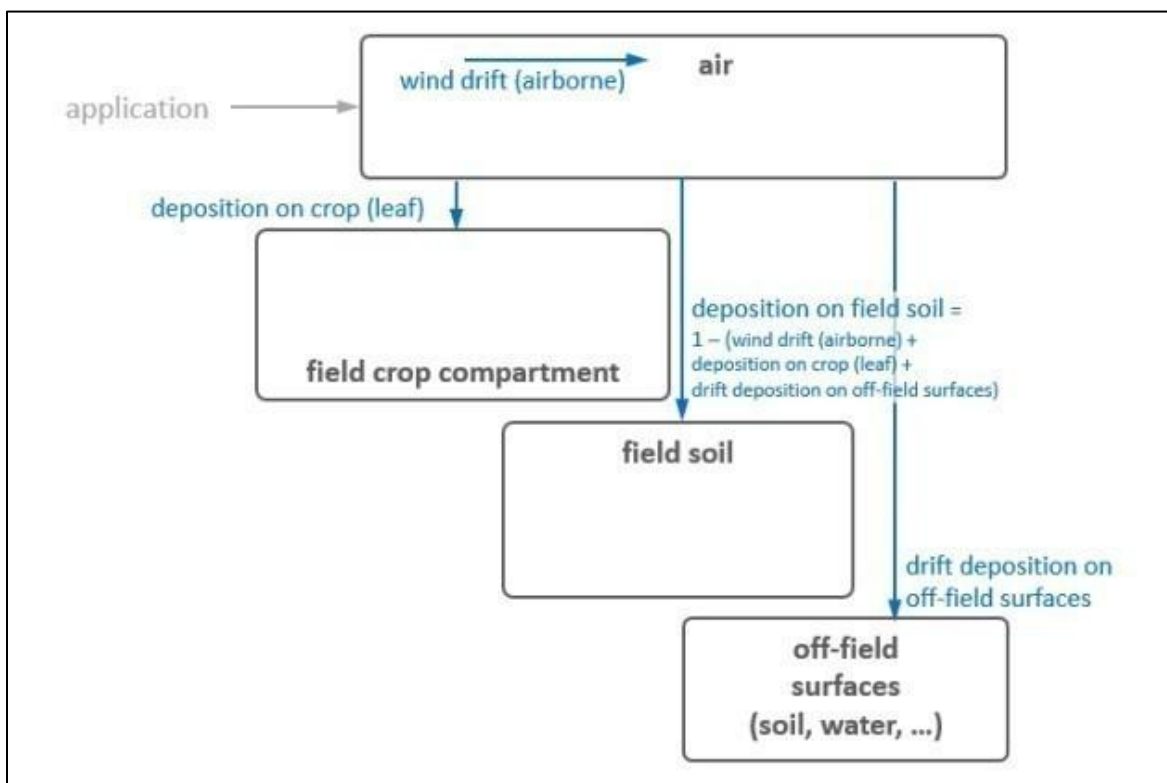 air
wind drift (airborne)
application
deposition on crop (leaf)
deposition on field soil =
1 – (wind drift (airborne) +
deposition on crop (leaf) +
drift deposition on off-field surfaces)
field crop compartment
field soil
drift deposition on
off-field surfaces
off-field
surfaces
(soil, water, ...)